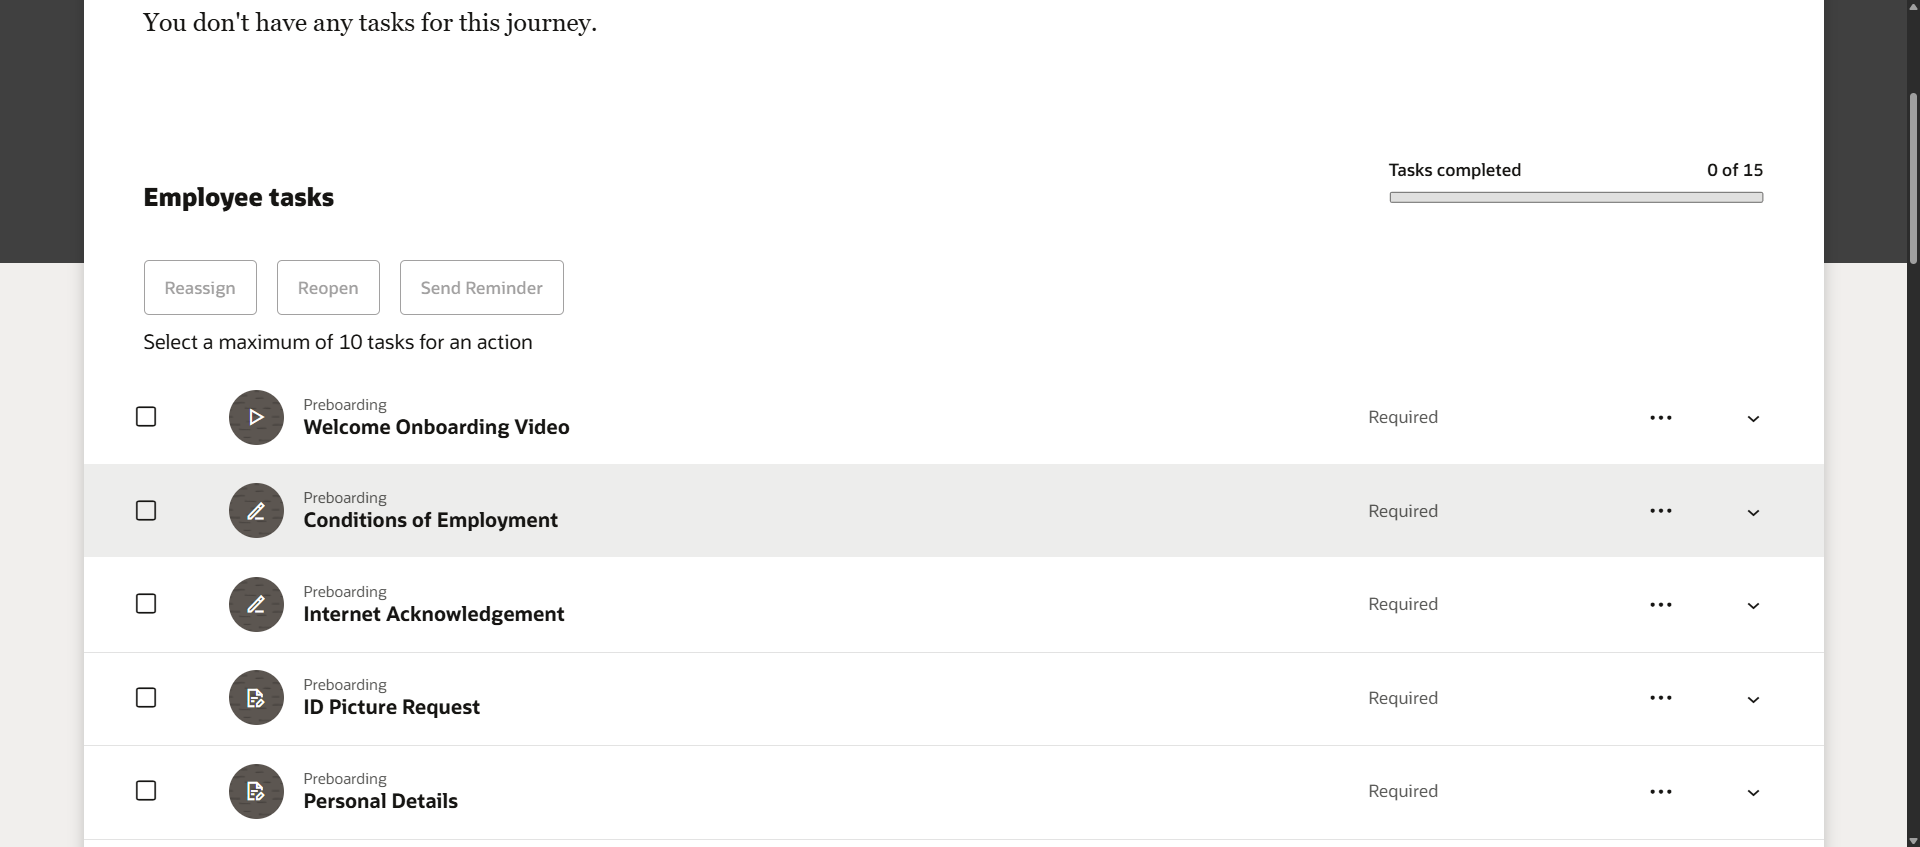 You don't have any tasks for this journey.
Tasks completed 0 of 15
Employee tasks
Reassign Reopen Send Reminder
Select a maximum of 10 tasks for an action
Preboarding
Welcome Onboarding Video Required
Preboarding
Conditions of Employment Required
Preboarding
Internet Acknowledgement Required
Preboarding
ID Picture Request Required
Preboarding
Personal Details Required